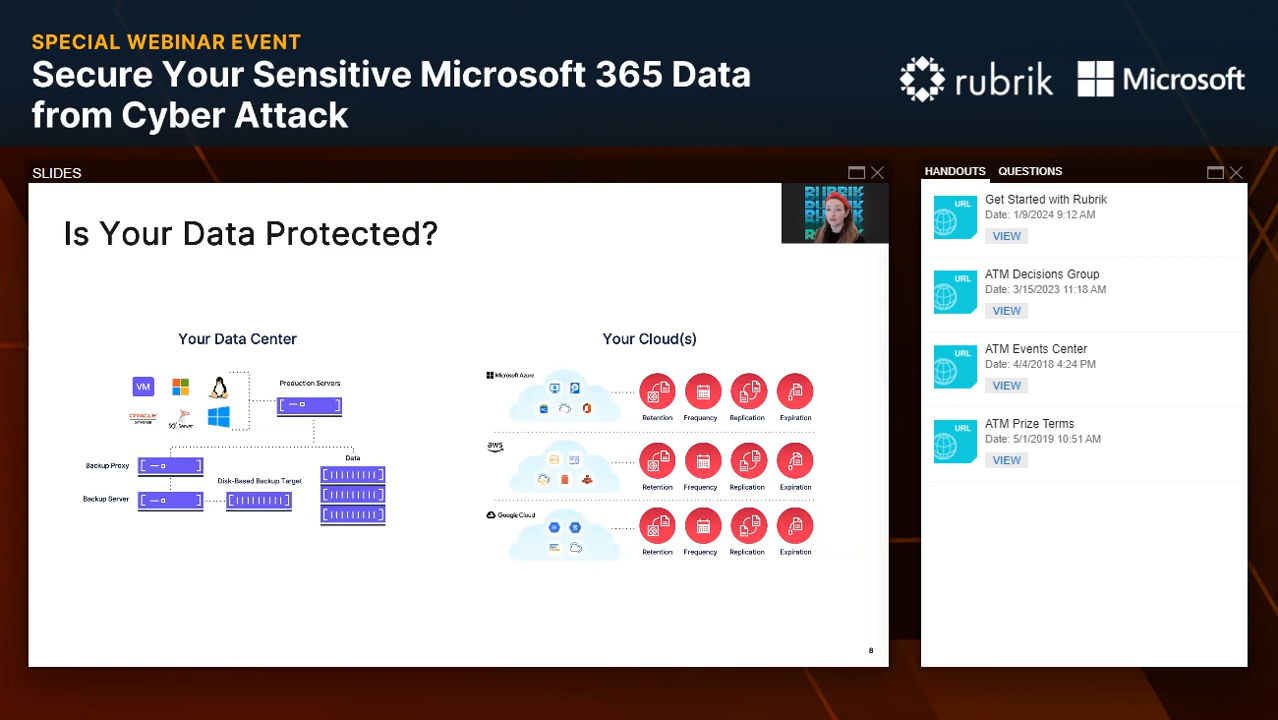 SPECIAL WEBINAR EVENT
Secure Your Sensitive Microsoft 365 Data
from Cyber Attack
rubrik
Microsoft
SLIDES
Is Your Data Protected?
RUBRIK
Your Data Center
VM
ORACLE
DATABASE
SQL Server
Production Servers
Backup Proxy
Backup Server
Disk-Based Backup Target
Data
Your Cloud(s)
Microsoft Azure
Retention
Frequency
Replication
Expiration
aws
Retention
Frequency
Replication
Expiration
Google Cloud
Retention
Frequency
Replication
Expiration
8
HANDOUTS
QUESTIONS
URL
Get Started with Rubrik
Date: 1/9/2024 9:12 AM
VIEW
URL
ATM Decisions Group
Date: 3/15/2023 11:18 AM
VIEW
URL
ATM Events Center
Date: 4/4/2018 4:24 PM
VIEW
URL
ATM Prize Terms
Date: 5/1/2019 10:51 AM
VIEW